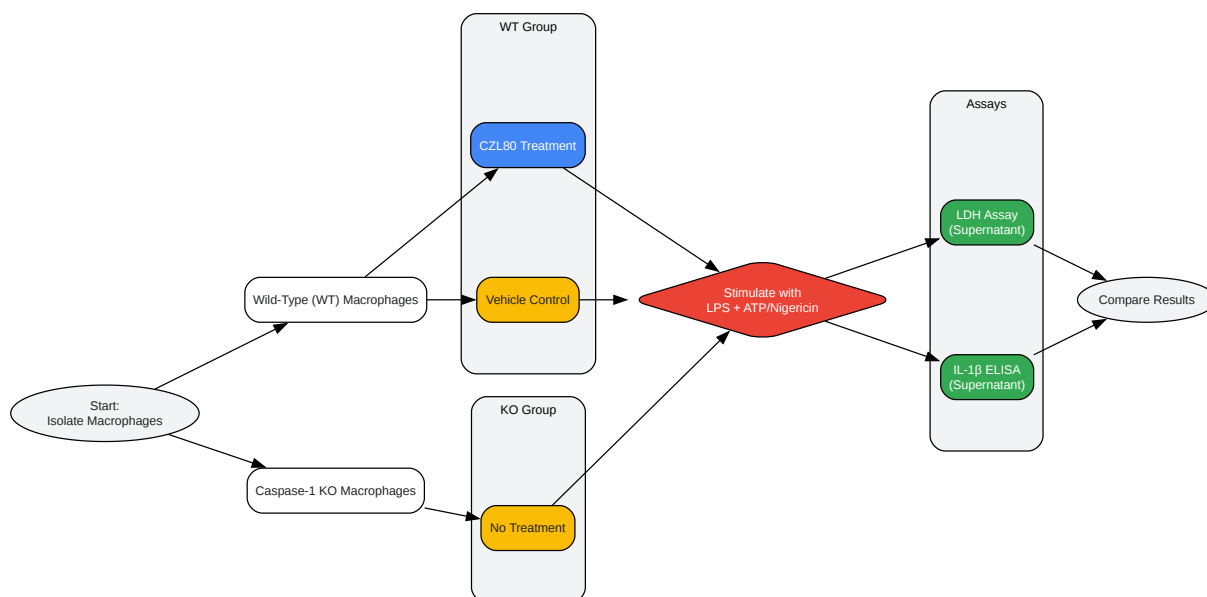 WT Group
CZL80 Treatment
Wild-Type (WT) Macrophages
Vehicle Control
Start:
Isolate Macrophages
Caspase-1 KO Macrophages
KO Group
No Treatment
Stimulate with
LPS + ATP/Nigericin
Assays
LDH Assay
(Supernatant)
IL-1β ELISA
(Supernatant)
Compare Results